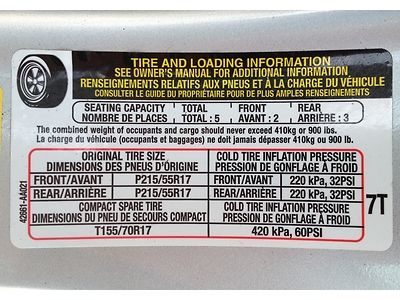 TIRE AND LOADING INFORMATION
SEE OWNER'S MANUAL FOR ADDITIONAL INFORMATION
RENSEIGNEMENTS RELATIFS AUX PNEUS ET À LA CHARGE DU VÉHICULE
CONSULTER LE GUIDE DU PROPRIÉTAIRE POUR DE PLUS AMPLES RENSEIGNEMENTS
SEATING CAPACITY TOTAL FRONT REAR
NOMBRE DE PLACES TOTAL : 5 AVANT : 2 ARRIÈRE : 3
The combined weight of occupants and cargo should never exceed 410kg or 900 lbs.
La charge du véhicule (occupants et bagages) ne doit jamais dépasser 410kg ou 900 lb.
ORIGINAL TIRE SIZE COLD TIRE INFLATION PRESSURE
DIMENSIONS DES PNEUS D'ORIGINE PRESSION DE GONFLAGE À FROID
FRONT/AVANT P215/55R17 220 kPa, 32PSI
REAR/ARRIÈRE P215/55R17 220 kPa, 32PSI
COMPACT SPARE TIRE COLD TIRE INFLATION PRESSURE
DIMENSIONS DU PNEU DE SECOURS COMPACT PRESSION DE GONFLAGE À FROID
T155/70R17 420 kPa, 60PSI
7T
42661-AA021